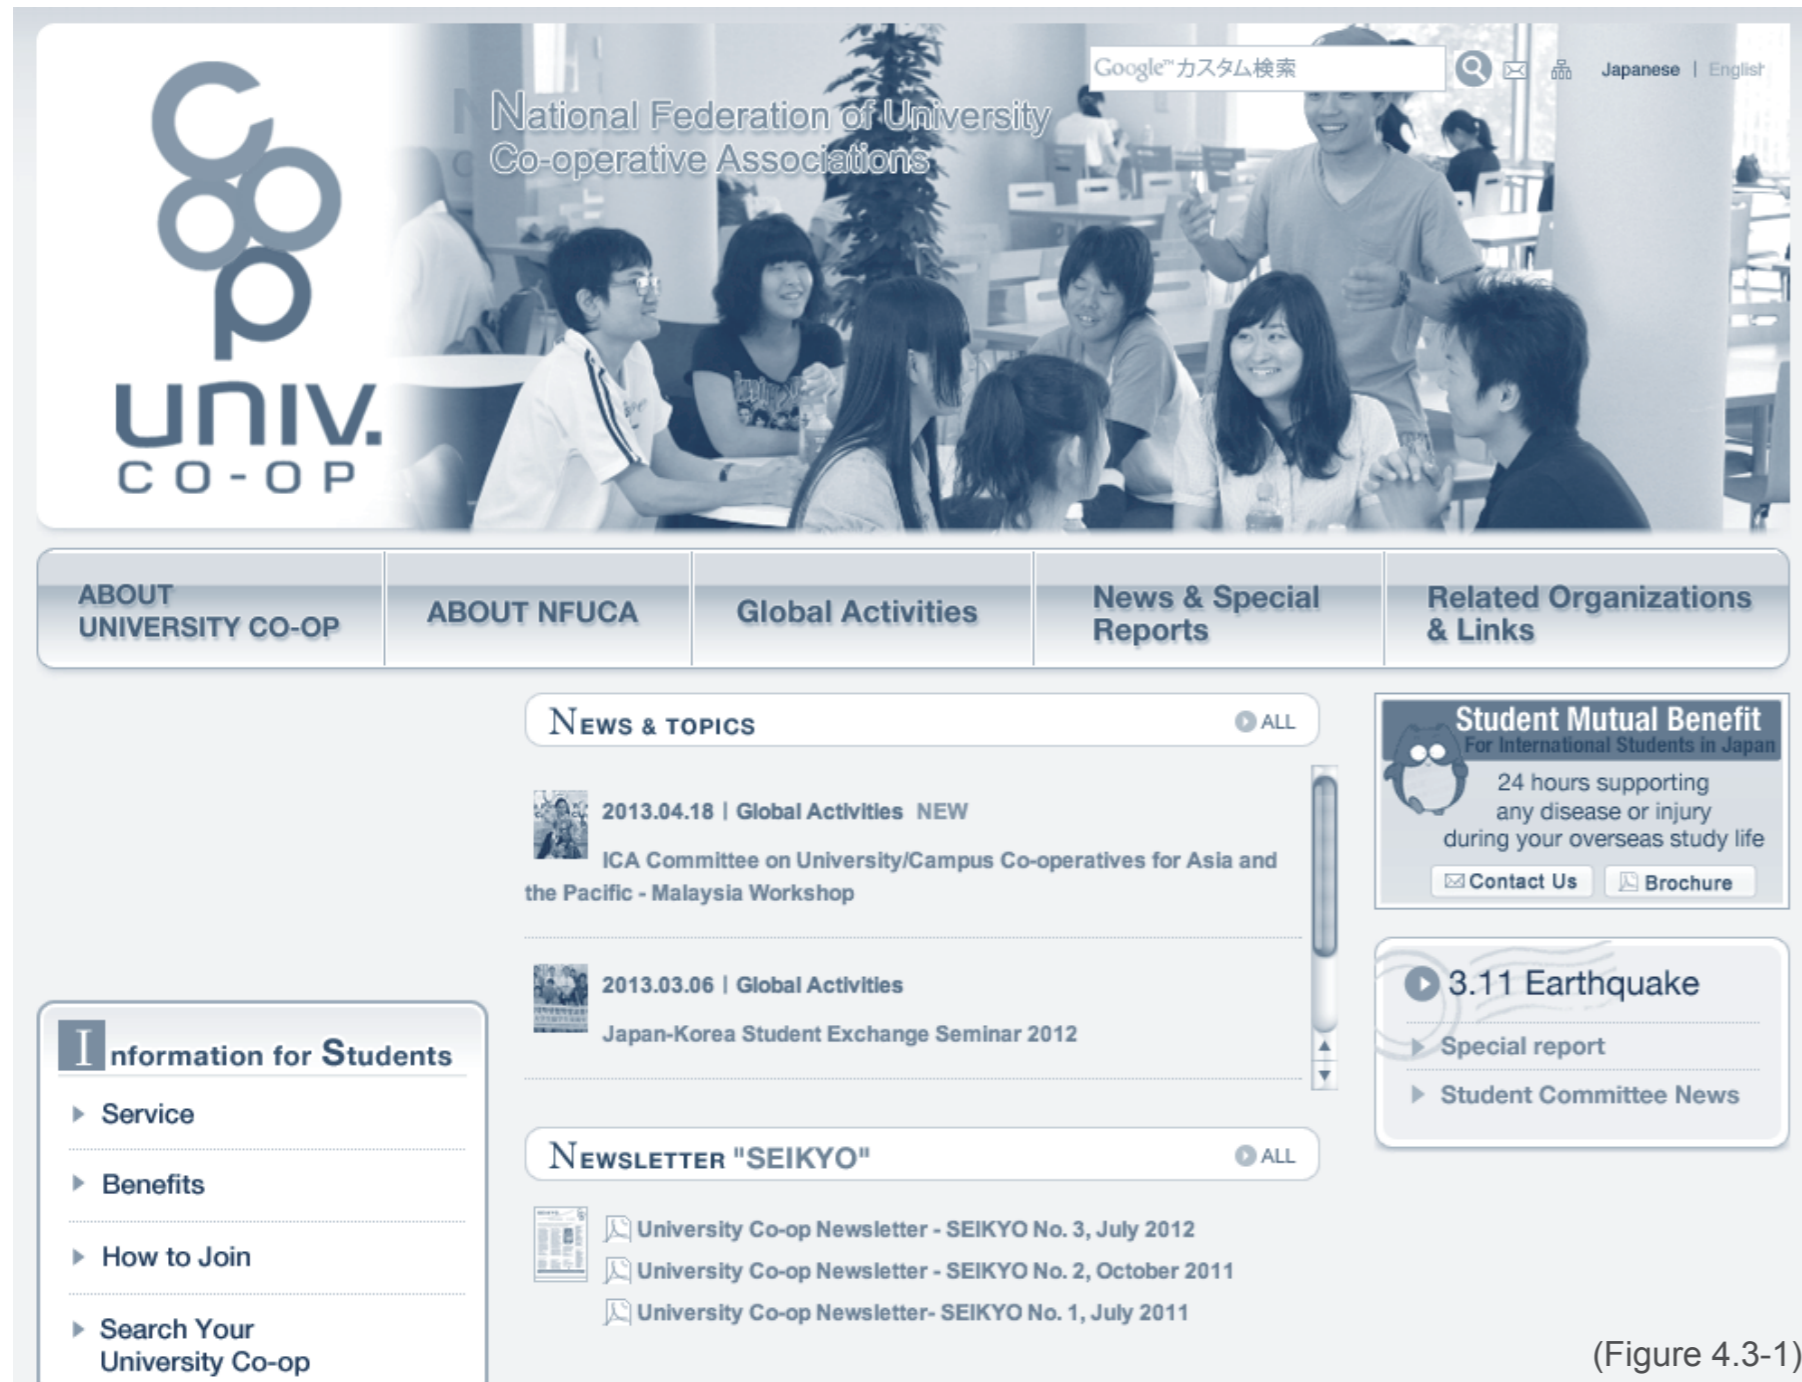 Google™カスタム検索
Japanese | English
National Federation of University
Co-operative Associations
coop
UNIV.
CO-OP
ABOUT
UNIVERSITY CO-OP
ABOUT NFUCA
Global Activities
News & Special
Reports
Related Organizations
& Links
NEWS & TOPICS
ALL
2013.04.18 | Global Activities NEW
ICA Committee on University/Campus Co-operatives for Asia and
the Pacific - Malaysia Workshop
2013.03.06 | Global Activities
Japan-Korea Student Exchange Seminar 2012
NEWSLETTER "SEIKYO"
ALL
University Co-op Newsletter - SEIKYO No. 3, July 2012
University Co-op Newsletter - SEIKYO No. 2, October 2011
University Co-op Newsletter- SEIKYO No. 1, July 2011
Student Mutual Benefit
For International Students in Japan
24 hours supporting
any disease or injury
during your overseas study life
Contact Us
Brochure
3.11 Earthquake
Special report
Student Committee News
Information for Students
Service
Benefits
How to Join
Search Your
University Co-op
(Figure 4.3-1)